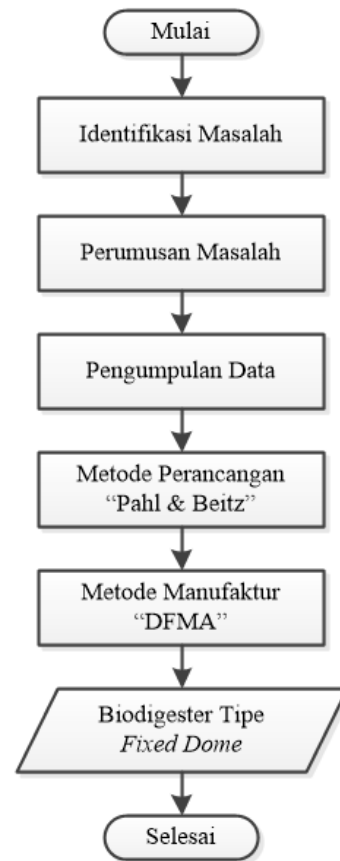 Mulai
Identifikasi Masalah
Perumusan Masalah
Pengumpulan Data
Metode Perancangan
“Pahl & Beitz”
Metode Manufaktur
“DFMA”
Biodigester Tipe
Fixed Dome
Selesai